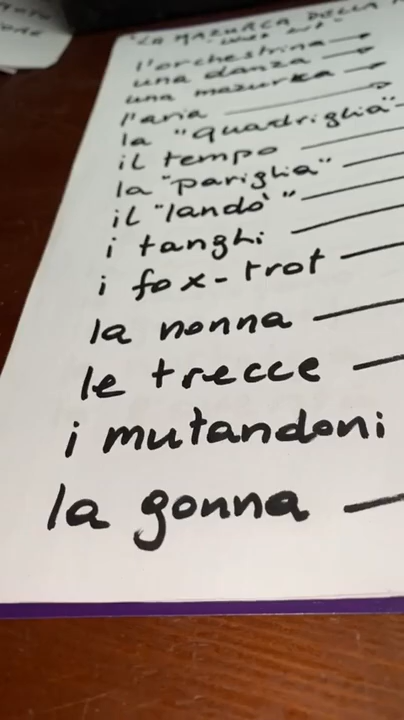 "LA MAZURCA DELLA
l'orchestrina
una danza
una mazurka
l'aria
la "quadriglia"
il tempo
la "pariglia"
il "landò"
i tanghi
i fox-trot
la nonna
le trecce
i mutandoni
la gonna